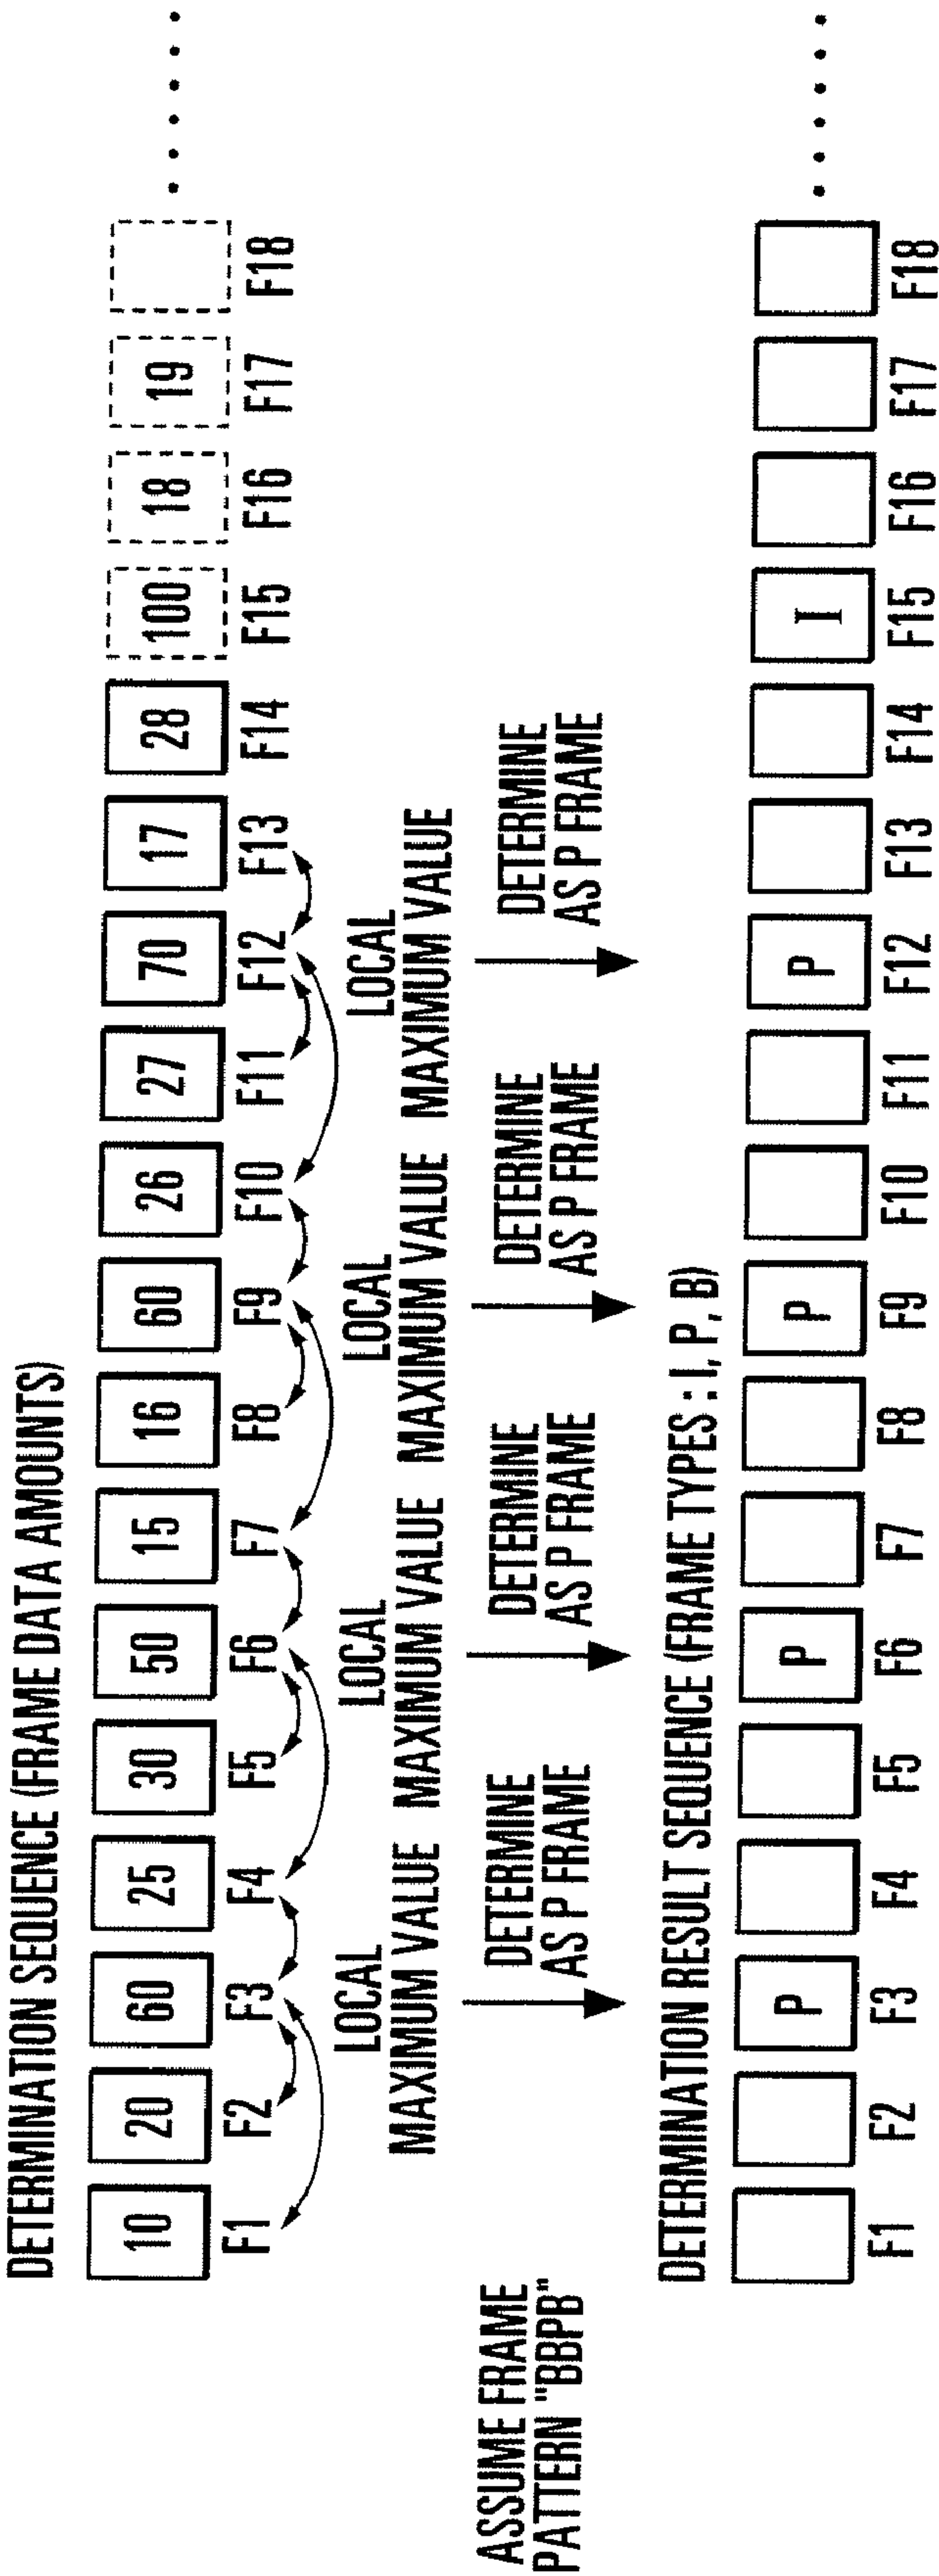 DETERMINATION SEQUENCE (FRAME DATA AMOUNTS)
10 20 60 25 30 50 15 16 60 26 27 70 17 28 100 18 19
F1 F2 F3 F4 F5 F6 F7 F8 F9 F10 F11 F12 F13 F14 F15 F16 F17 F18
LOCAL
MAXIMUM VALUE
LOCAL
MAXIMUM VALUE
LOCAL
MAXIMUM VALUE
LOCAL
MAXIMUM VALUE
ASSUME FRAME
PATTERN "BBPB"
DETERMINE
AS P FRAME
DETERMINE
AS P FRAME
DETERMINE
AS P FRAME
DETERMINE
AS P FRAME
DETERMINATION RESULT SEQUENCE (FRAME TYPES : I, P, B)
P P P P I
F1 F2 F3 F4 F5 F6 F7 F8 F9 F10 F11 F12 F13 F14 F15 F16 F17 F18